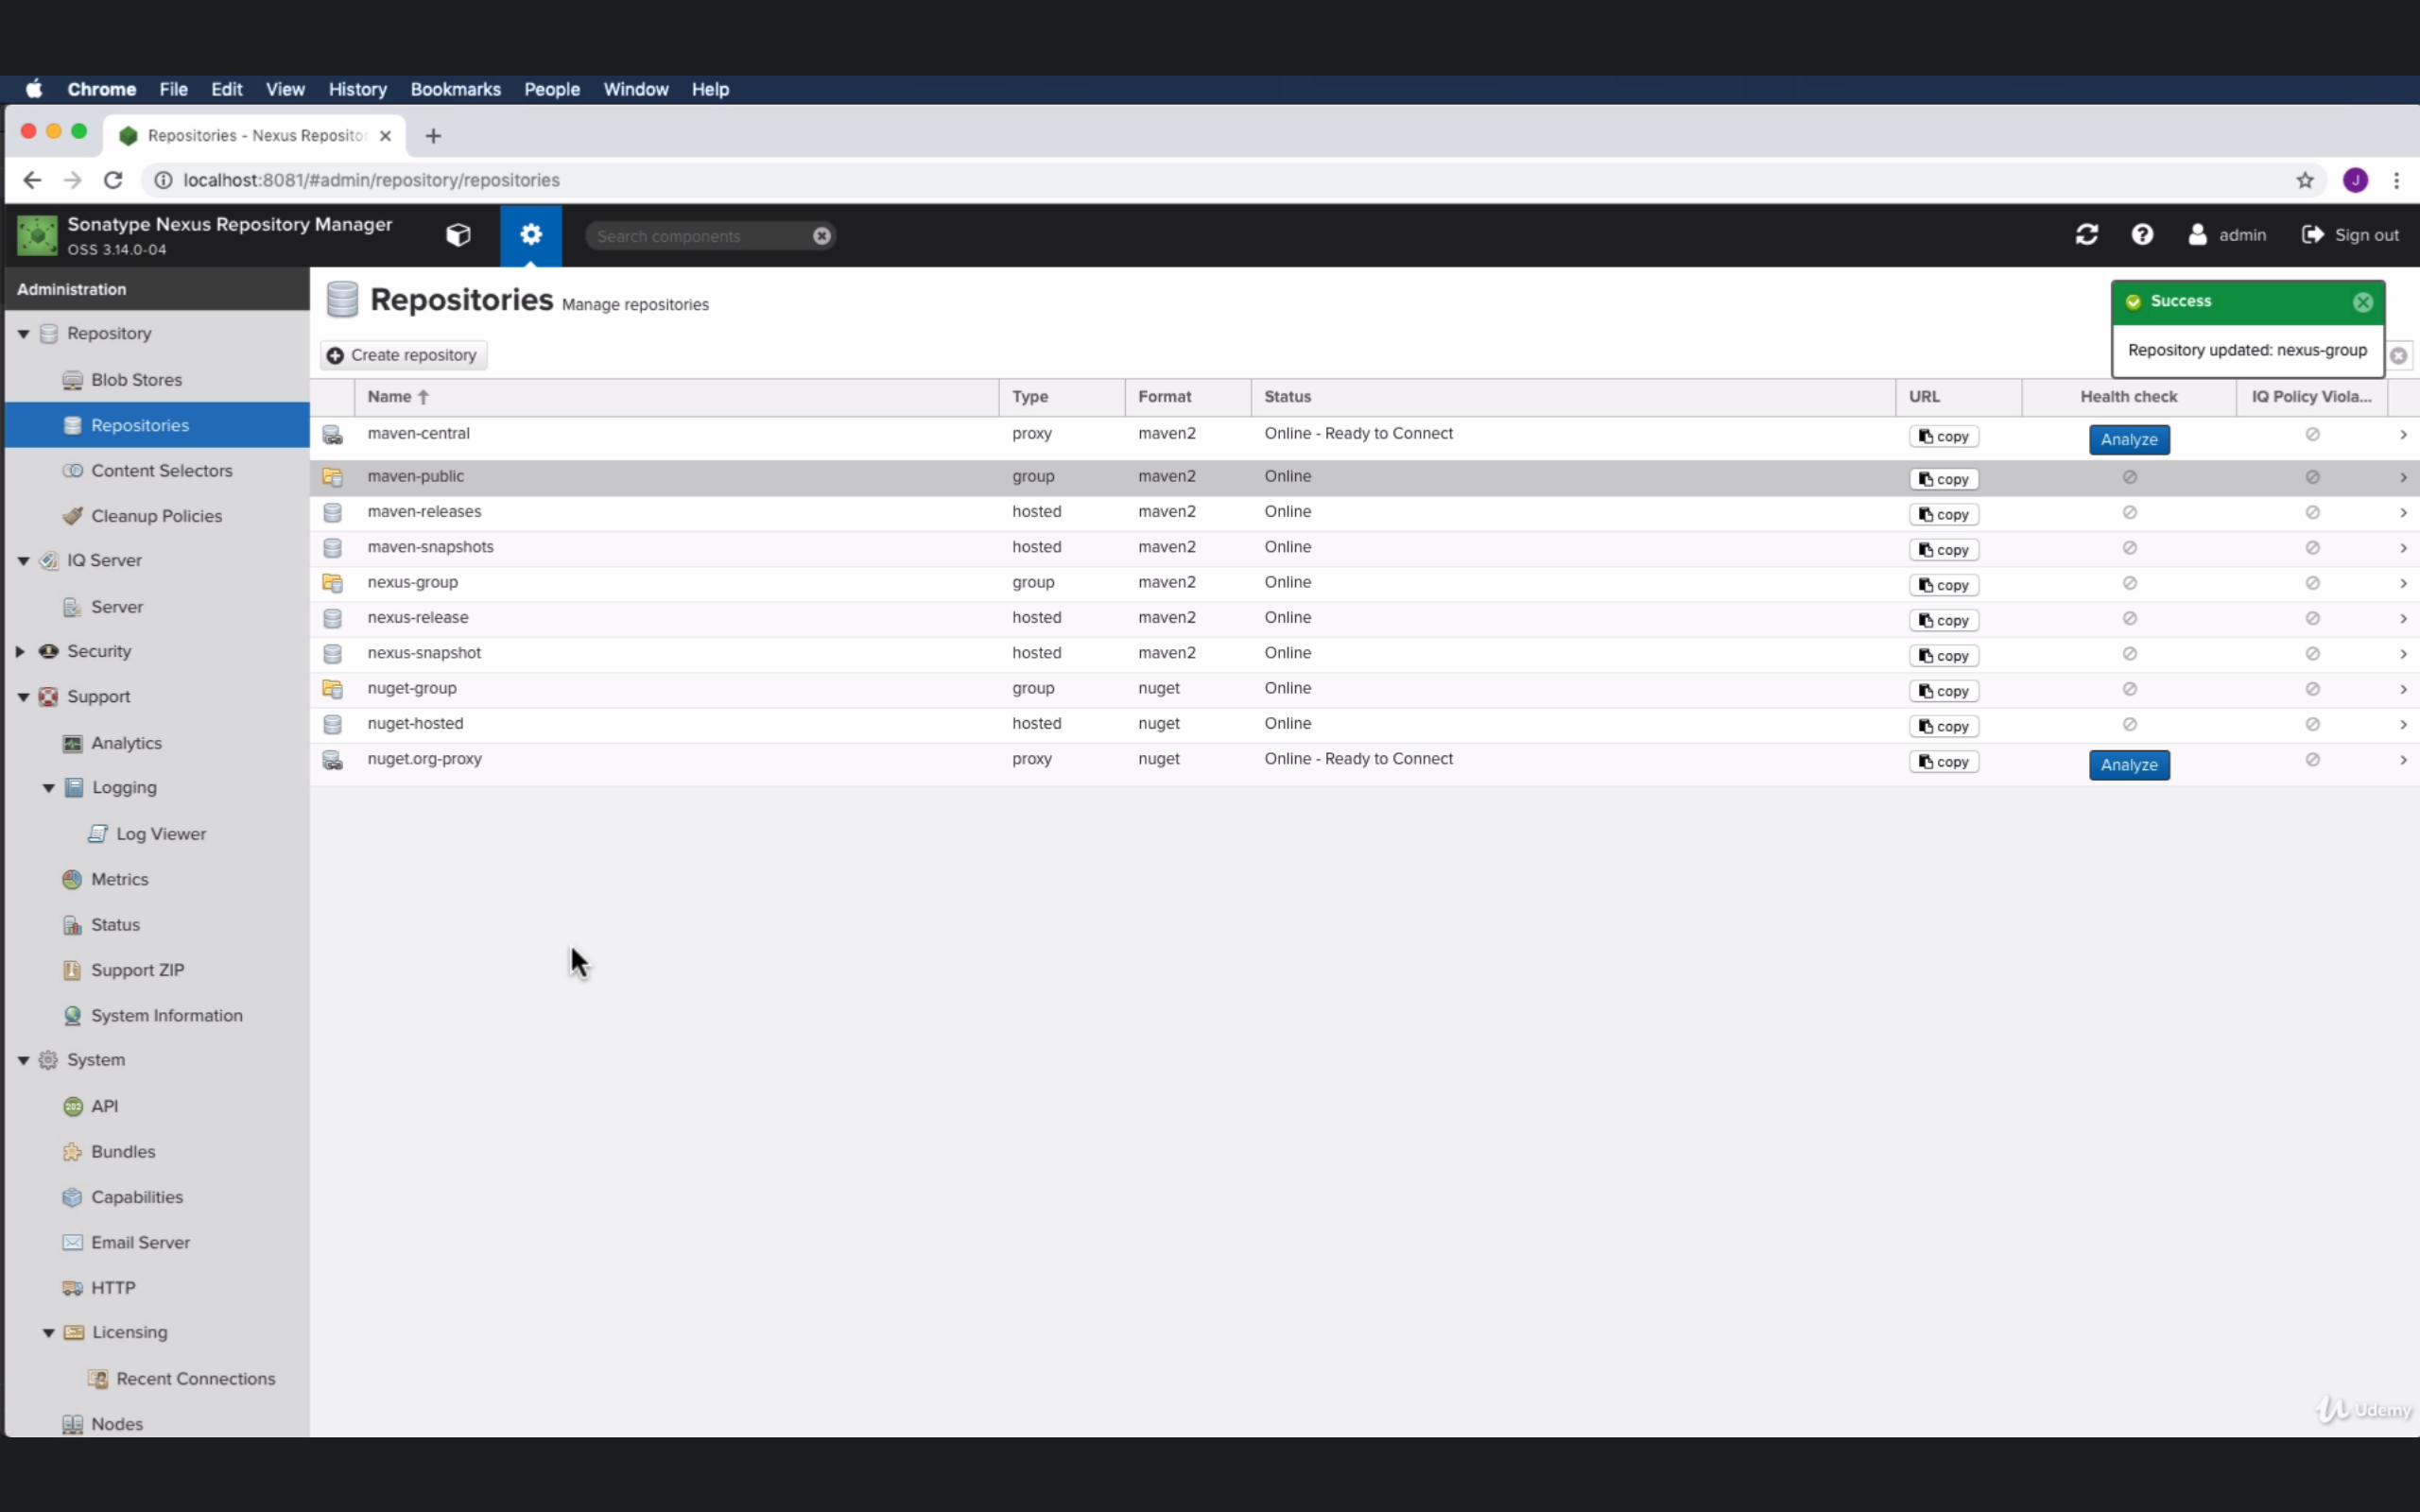 Chrome File Edit View History Bookmarks People Window Help
Repositories - Nexus Repositor
localhost:8081/#admin/repository/repositories
J
Sonatype Nexus Repository Manager
OSS 3.14.0-04
Search components
admin Sign out
Administration
Repository
Blob Stores
Repositories
Content Selectors
Cleanup Policies
IQ Server
Server
Security
Support
Analytics
Logging
Log Viewer
Metrics
Status
Support ZIP
System Information
System
API
Bundles
Capabilities
Email Server
HTTP
Licensing
Recent Connections
Nodes
Repositories Manage repositories
Success
Repository updated: nexus-group
Create repository
Name Type Format Status URL Health check IQ Policy Viola...
maven-central proxy maven2 Online - Ready to Connect copy Analyze
maven-public group maven2 Online copy
maven-releases hosted maven2 Online copy
maven-snapshots hosted maven2 Online copy
nexus-group group maven2 Online copy
nexus-release hosted maven2 Online copy
nexus-snapshot hosted maven2 Online copy
nuget-group group nuget Online copy
nuget-hosted hosted nuget Online copy
nuget.org-proxy proxy nuget Online - Ready to Connect copy Analyze
Udemy